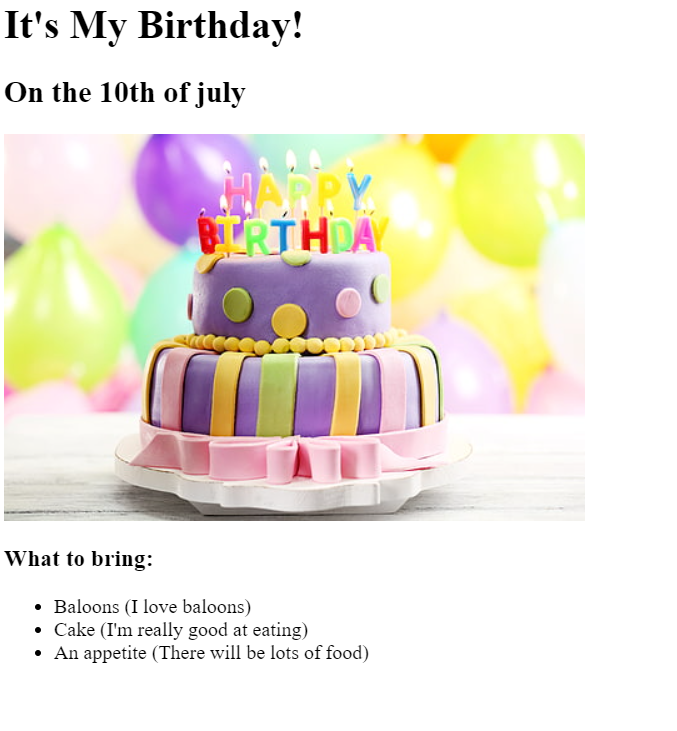 It's My Birthday!
On the 10th of july
HAPPY
BIRTHDAY
What to bring:
Baloons (I love baloons)
Cake (I'm really good at eating)
An appetite (There will be lots of food)